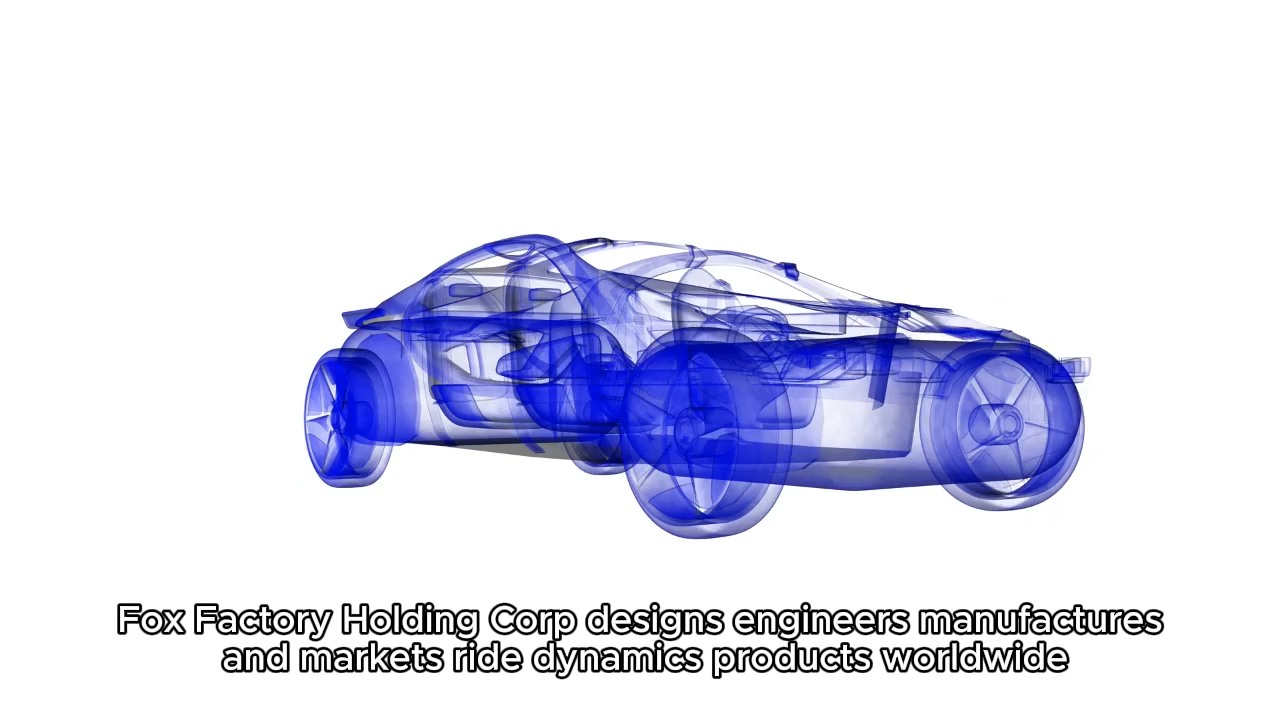 Fox Factory Holding Corp designs engineers manufactures
and markets ride dynamics products worldwide